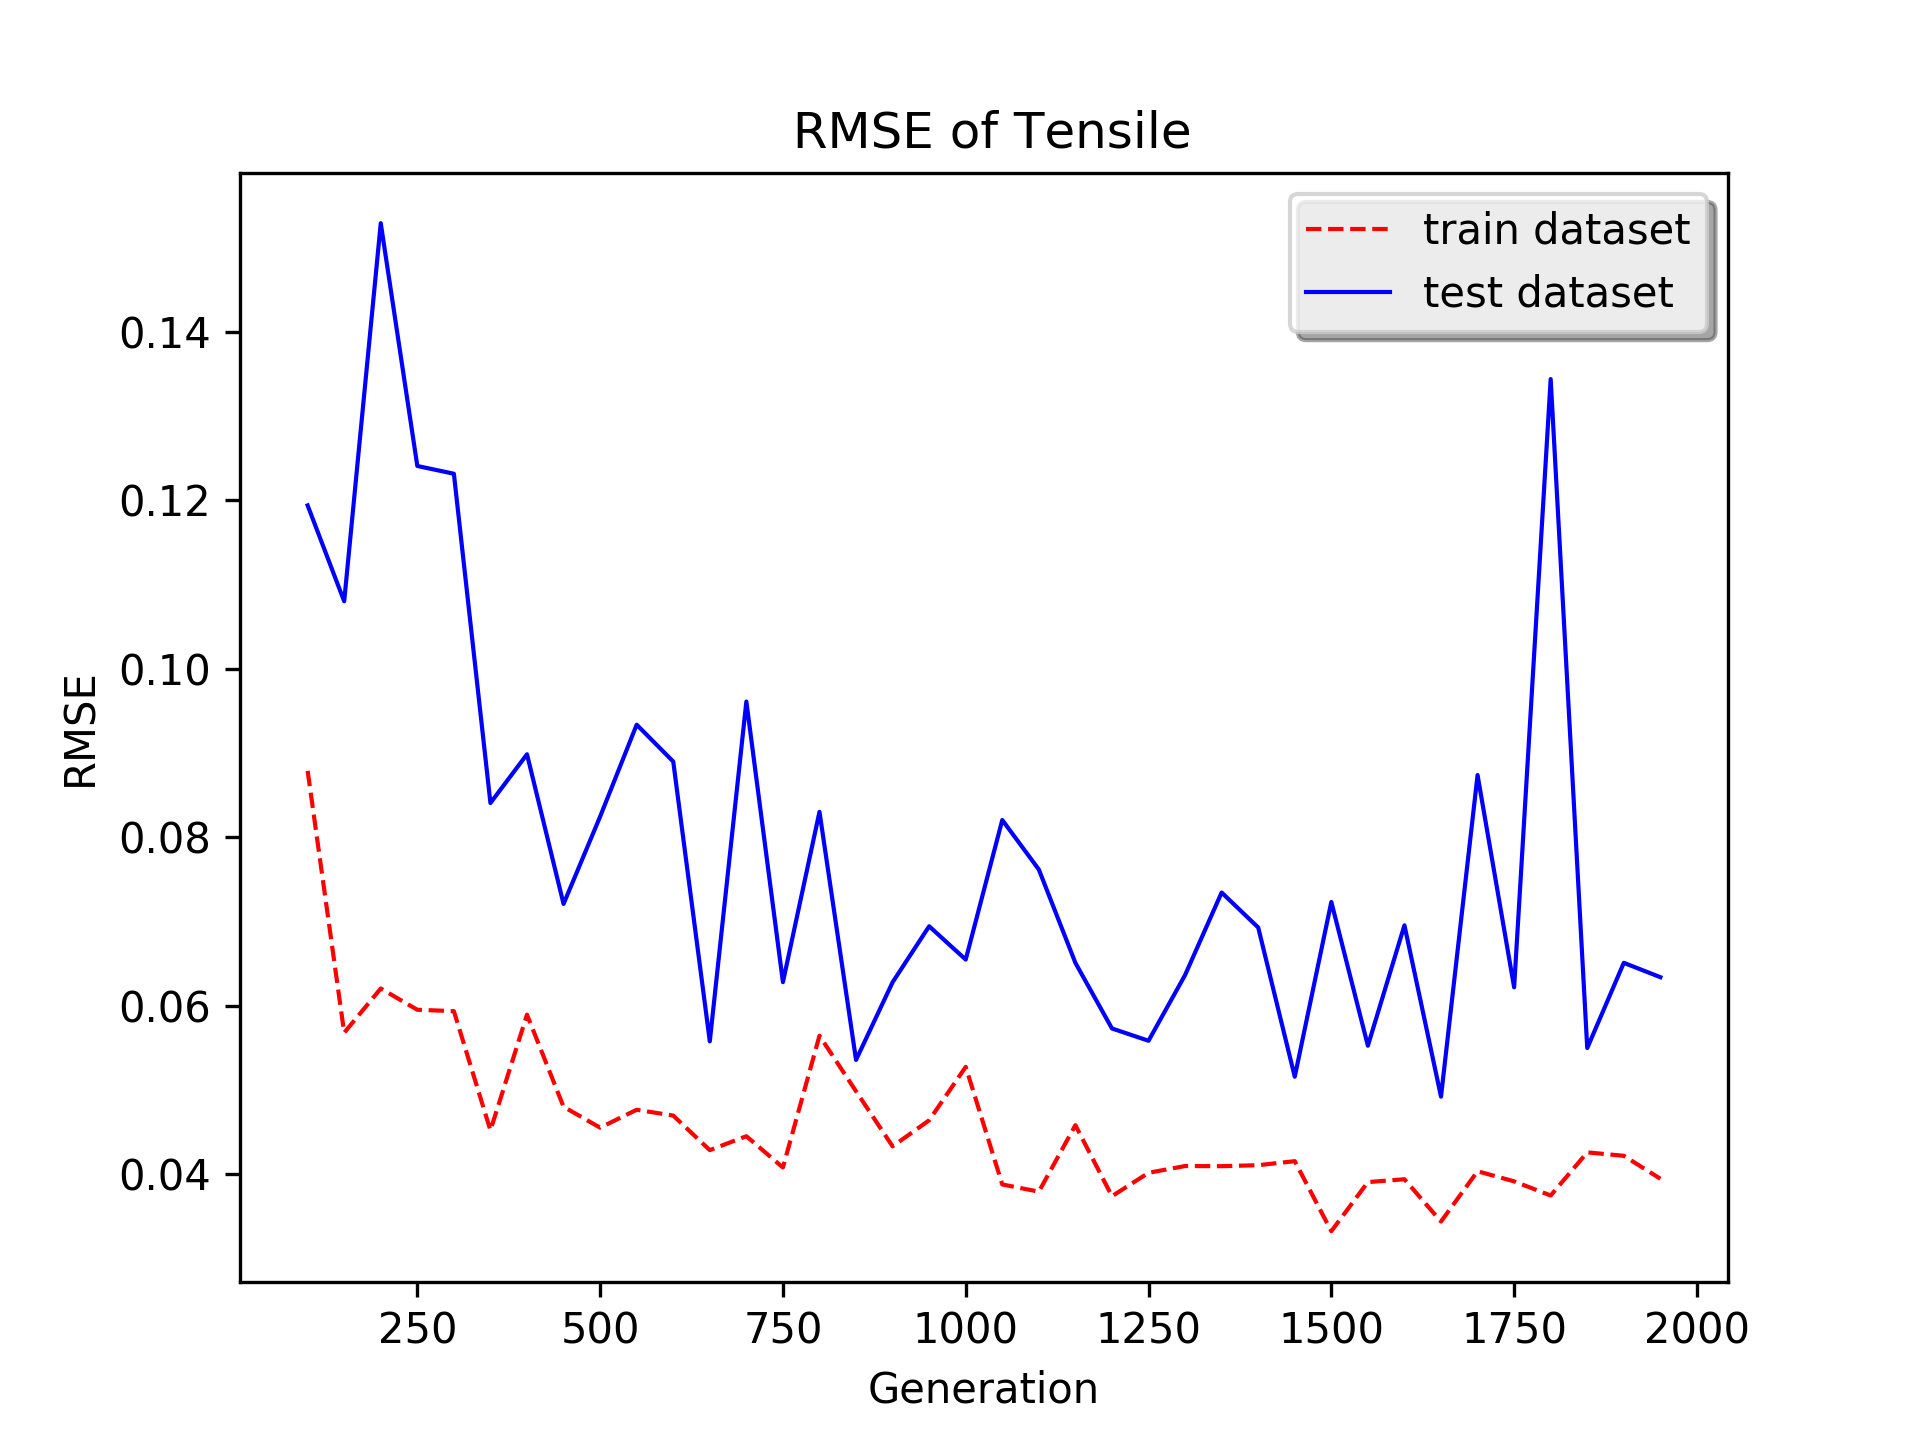 RMSE of Tensile
train dataset
test dataset
0.14
0.12
0.10
0.08
0.06
0.04
RMSE
250 500 750 1000 1250 1500 1750 2000
Generation